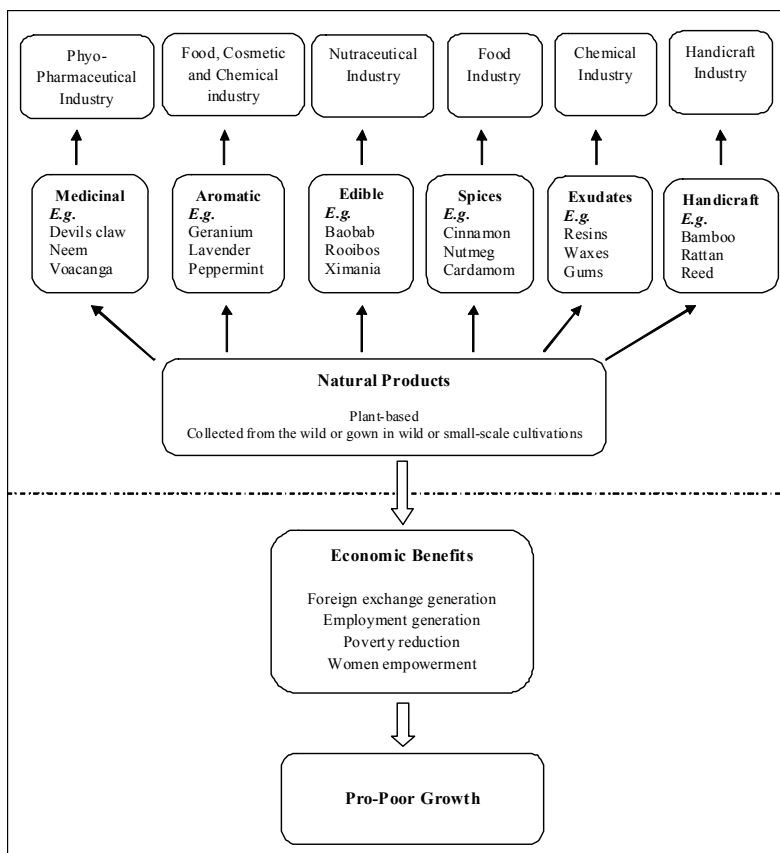 Phyo-
Pharmaceutical
Industry
Food, Cosmetic
and Chemical
industry
Nutraceutical
Industry
Food
Industry
Chemical
Industry
Handicraft
Industry
Medicinal
E.g.
Devils claw
Neem
Voacanga
Aromatic
E.g.
Geranium
Lavender
Peppermint
Edible
E.g.
Baobab
Rooibos
Ximania
Spices
E.g.
Cinnamon
Nutmeg
Cardamom
Exudates
E.g.
Resins
Waxes
Gums
Handicraft
E.g.
Bamboo
Rattan
Reed
Natural Products
Plant-based
Collected from the wild or gown in wild or small-scale cultivations
Economic Benefits
Foreign exchange generation
Employment generation
Poverty reduction
Women empowerment
Pro-Poor Growth